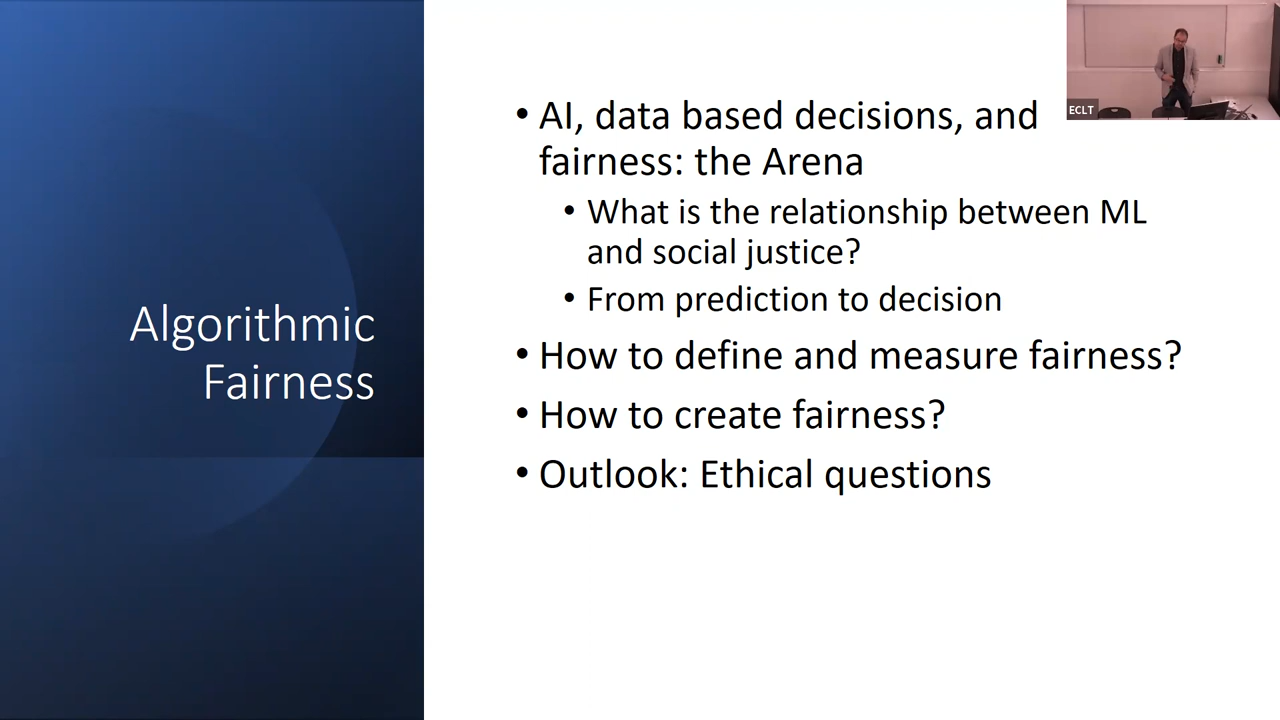 Algorithmic
Fairness
• AI, data based decisions, and
fairness: the Arena
• What is the relationship between ML
and social justice?
• From prediction to decision
• How to define and measure fairness?
• How to create fairness?
• Outlook: Ethical questions
ECLT